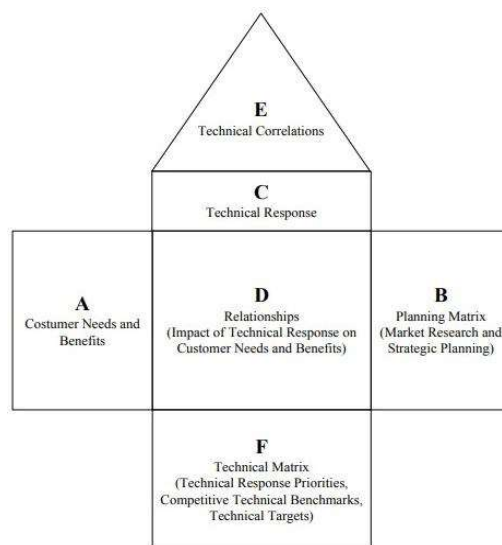 E
Technical Correlations
C
Technical Response
A
Costumer Needs and
Benefits
D
Relationships
(Impact of Technical Response on
Customer Needs and Benefits)
B
Planning Matrix
(Market Research and
Strategic Planning)
F
Technical Matrix
(Technical Response Priorities,
Competitive Technical Benchmarks,
Technical Targets)